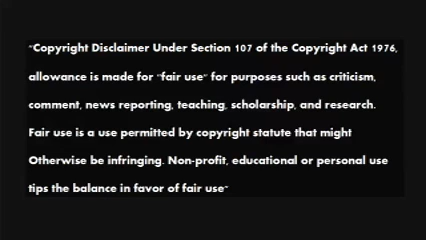 "Copyright Disclaimer Under Section 107 of the Copyright Act 1976,
allowance is made for "fair use" for purposes such as criticism,
comment, news reporting, teaching, scholarship, and research.
Fair use is a use permitted by copyright statute that might
Otherwise be infringing. Non-profit, educational or personal use
tips the balance in favor of fair use"